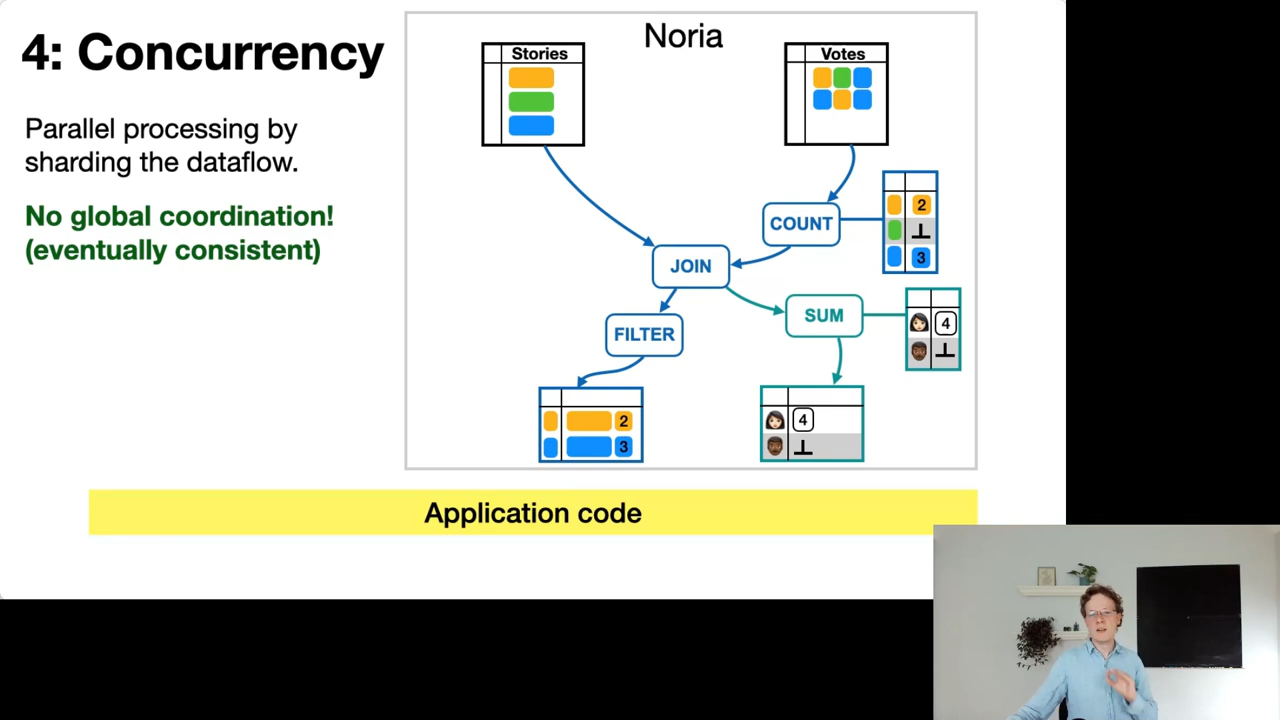 4: Concurrency
Parallel processing by
sharding the dataflow.
No global coordination!
(eventually consistent)
Noria
Stories
Votes
COUNT
2
⊥
3
JOIN
SUM
4
⊥
FILTER
2
3
4
⊥
Application code